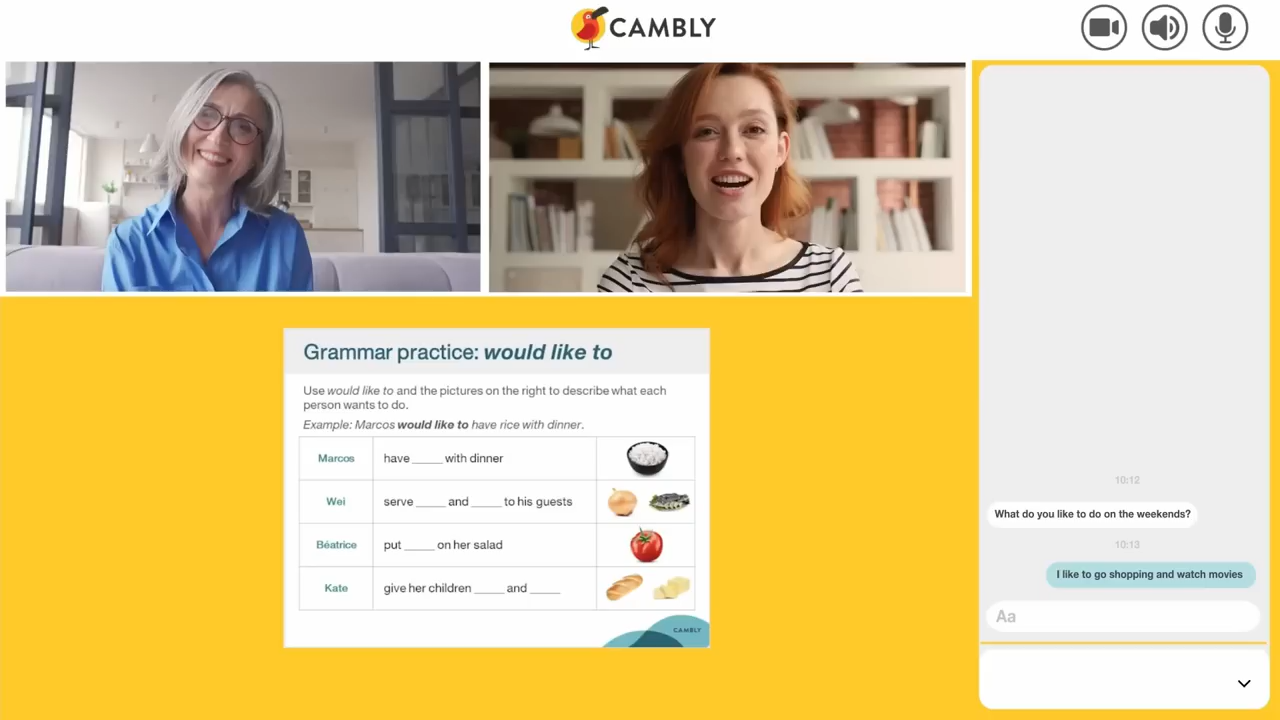 CAMBLY
Grammar practice: would like to
Use would like to and the pictures on the right to describe what each
person wants to do.
Example: Marcos would like to have rice with dinner.
Marcos have _____ with dinner
Wei serve _____ and _____ to his guests
Béatrice put _____ on her salad
Kate give her children _____ and _____
CAMBLY
10:12
What do you like to do on the weekends?
10:13
I like to go shopping and watch movies
Aa